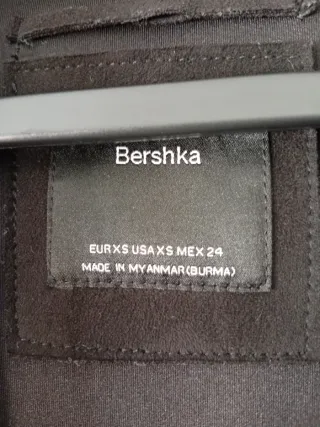 Bershka
EUR XS USA XS MEX 24
MADE IN MYANMAR (BURMA)